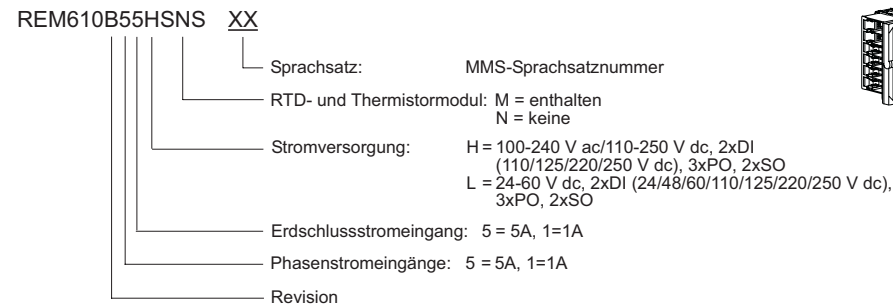 REM610B55HSNS XX
Sprachsatz: MMS-Sprachsatznummer
RTD- und Thermistormodul: M = enthalten
N = keine
Stromversorgung: H = 100-240 V ac/110-250 V dc, 2xDI
(110/125/220/250 V dc), 3xPO, 2xSO
L = 24-60 V dc, 2xDI (24/48/60/110/125/220/250 V dc),
3xPO, 2xSO
Erdschlussstromeingang: 5 = 5A, 1=1A
Phasenstromeingänge: 5 = 5A, 1=1A
Revision